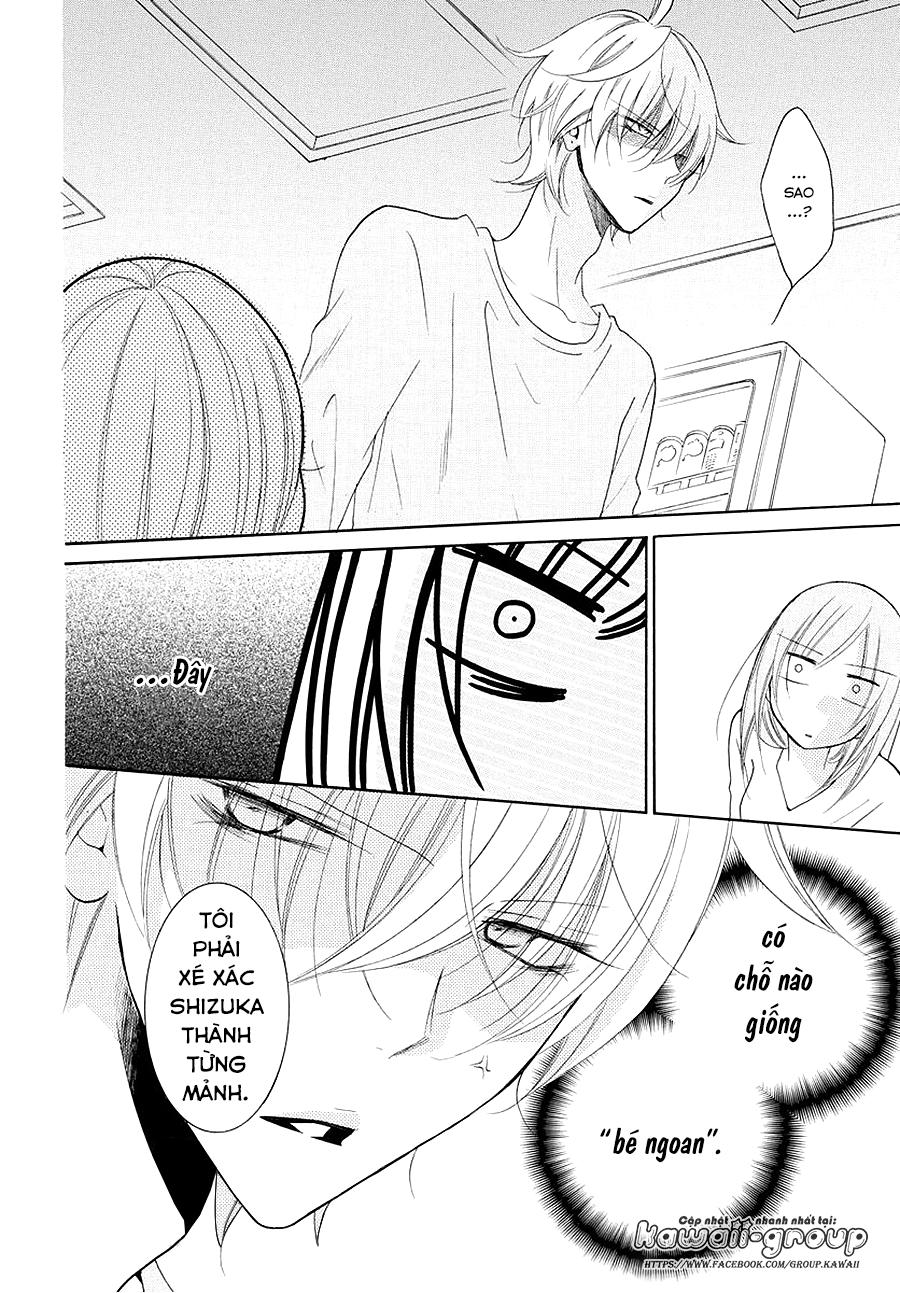 ...
SAO
...?
...Đây
có
chỗ nào
giống
"bé ngoan".
TÔI
PHẢI
XÉ XÁC
SHIZUKA
THÀNH
TỪNG
MẢNH.
Cập nhật nhanh nhất tại:
kawaii-group
HTTPS://WWW.FACEBOOK.COM/GROUP.KAWAII